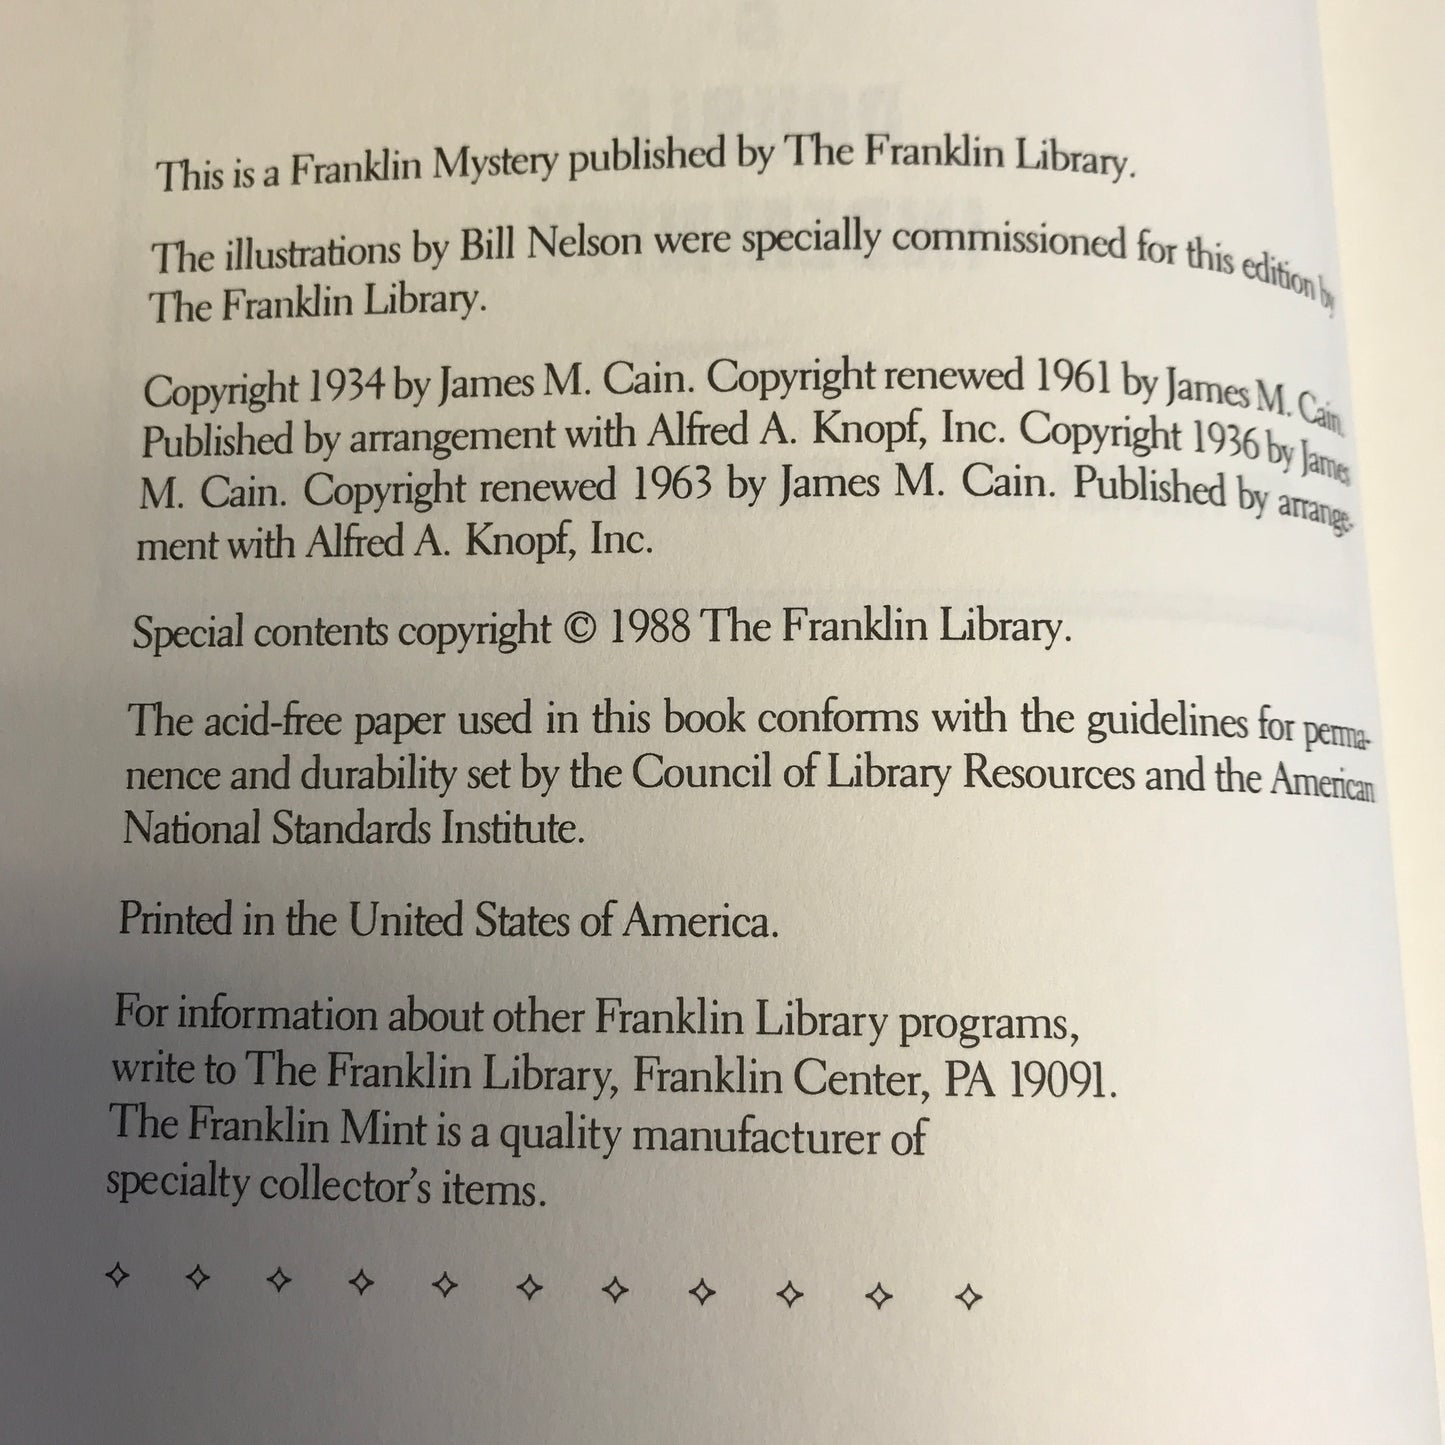 This is a Franklin Mystery published by The Franklin Library.
The illustrations by Bill Nelson were specially commissioned for this edition by
The Franklin Library.
Copyright 1934 by James M. Cain. Copyright renewed 1961 by James M. Cain.
Published by arrangement with Alfred A. Knopf, Inc. Copyright 1936 by James
M. Cain. Copyright renewed 1963 by James M. Cain. Published by arrange-
ment with Alfred A. Knopf, Inc.
Special contents copyright © 1988 The Franklin Library.
The acid-free paper used in this book conforms with the guidelines for perma-
nence and durability set by the Council of Library Resources and the American
National Standards Institute.
Printed in the United States of America.
For information about other Franklin Library programs,
write to The Franklin Library, Franklin Center, PA 19091.
The Franklin Mint is a quality manufacturer of
specialty collector's items.